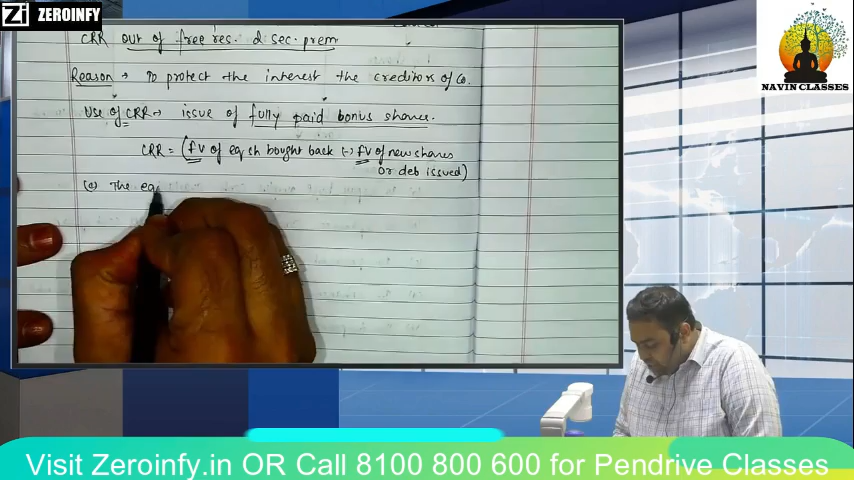 Zi ZEROINFY
CRR out of free res. & sec. prem
Reason → To protect the interest the creditors of Co.
Use of CRR → issue of fully paid bonus shares.
CRR = (FV of eq sh bought back (-) FV of new shares
or deb issued)
(e) The eq
NAVIN CLASSES
Visit Zeroinfy.in OR Call 8100 800 600 for Pendrive Classes